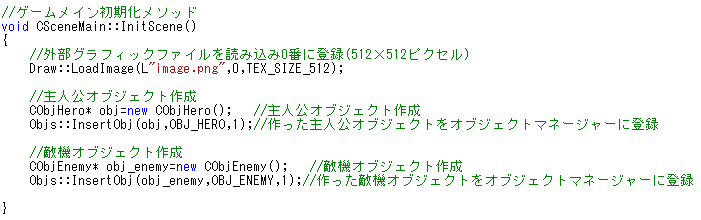 //ゲームメイン初期化メソッド
void CSceneMain::InitScene()
{
//外部グラフィックファイルを読み込み0番に登録(512×512ピクセル)
Draw::LoadImage(L"image.png",0,TEX_SIZE_512);
//主人公オブジェクト作成
CObjHero* obj=new CObjHero(); //主人公オブジェクト作成
Objs::InsertObj(obj,OBJ_HERO,1);//作った主人公オブジェクトをオブジェクトマネージャーに登録
//敵機オブジェクト作成
CObjEnemy* obj_enemy=new CObjEnemy(); //敵機オブジェクト作成
Objs::InsertObj(obj_enemy,OBJ_ENEMY,1);//作った敵機オブジェクトをオブジェクトマネージャーに登録
}